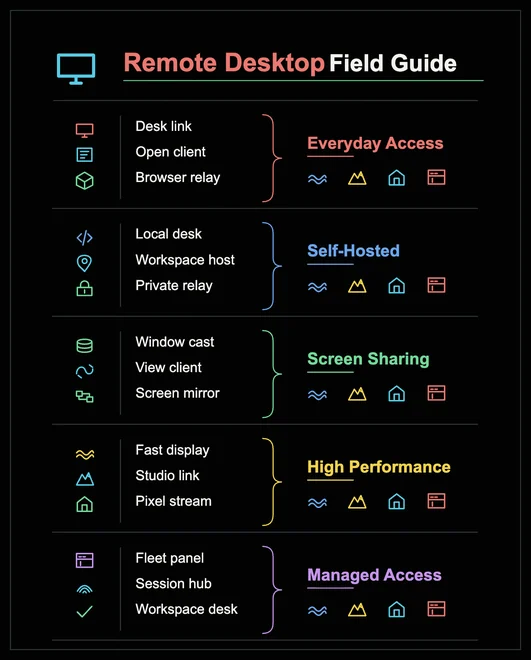 Remote Desktop Field Guide
Desk link
Open client
Browser relay
Everyday Access
Local desk
Workspace host
Private relay
Self-Hosted
Window cast
View client
Screen mirror
Screen Sharing
Fast display
Studio link
Pixel stream
High Performance
Fleet panel
Session hub
Workspace desk
Managed Access